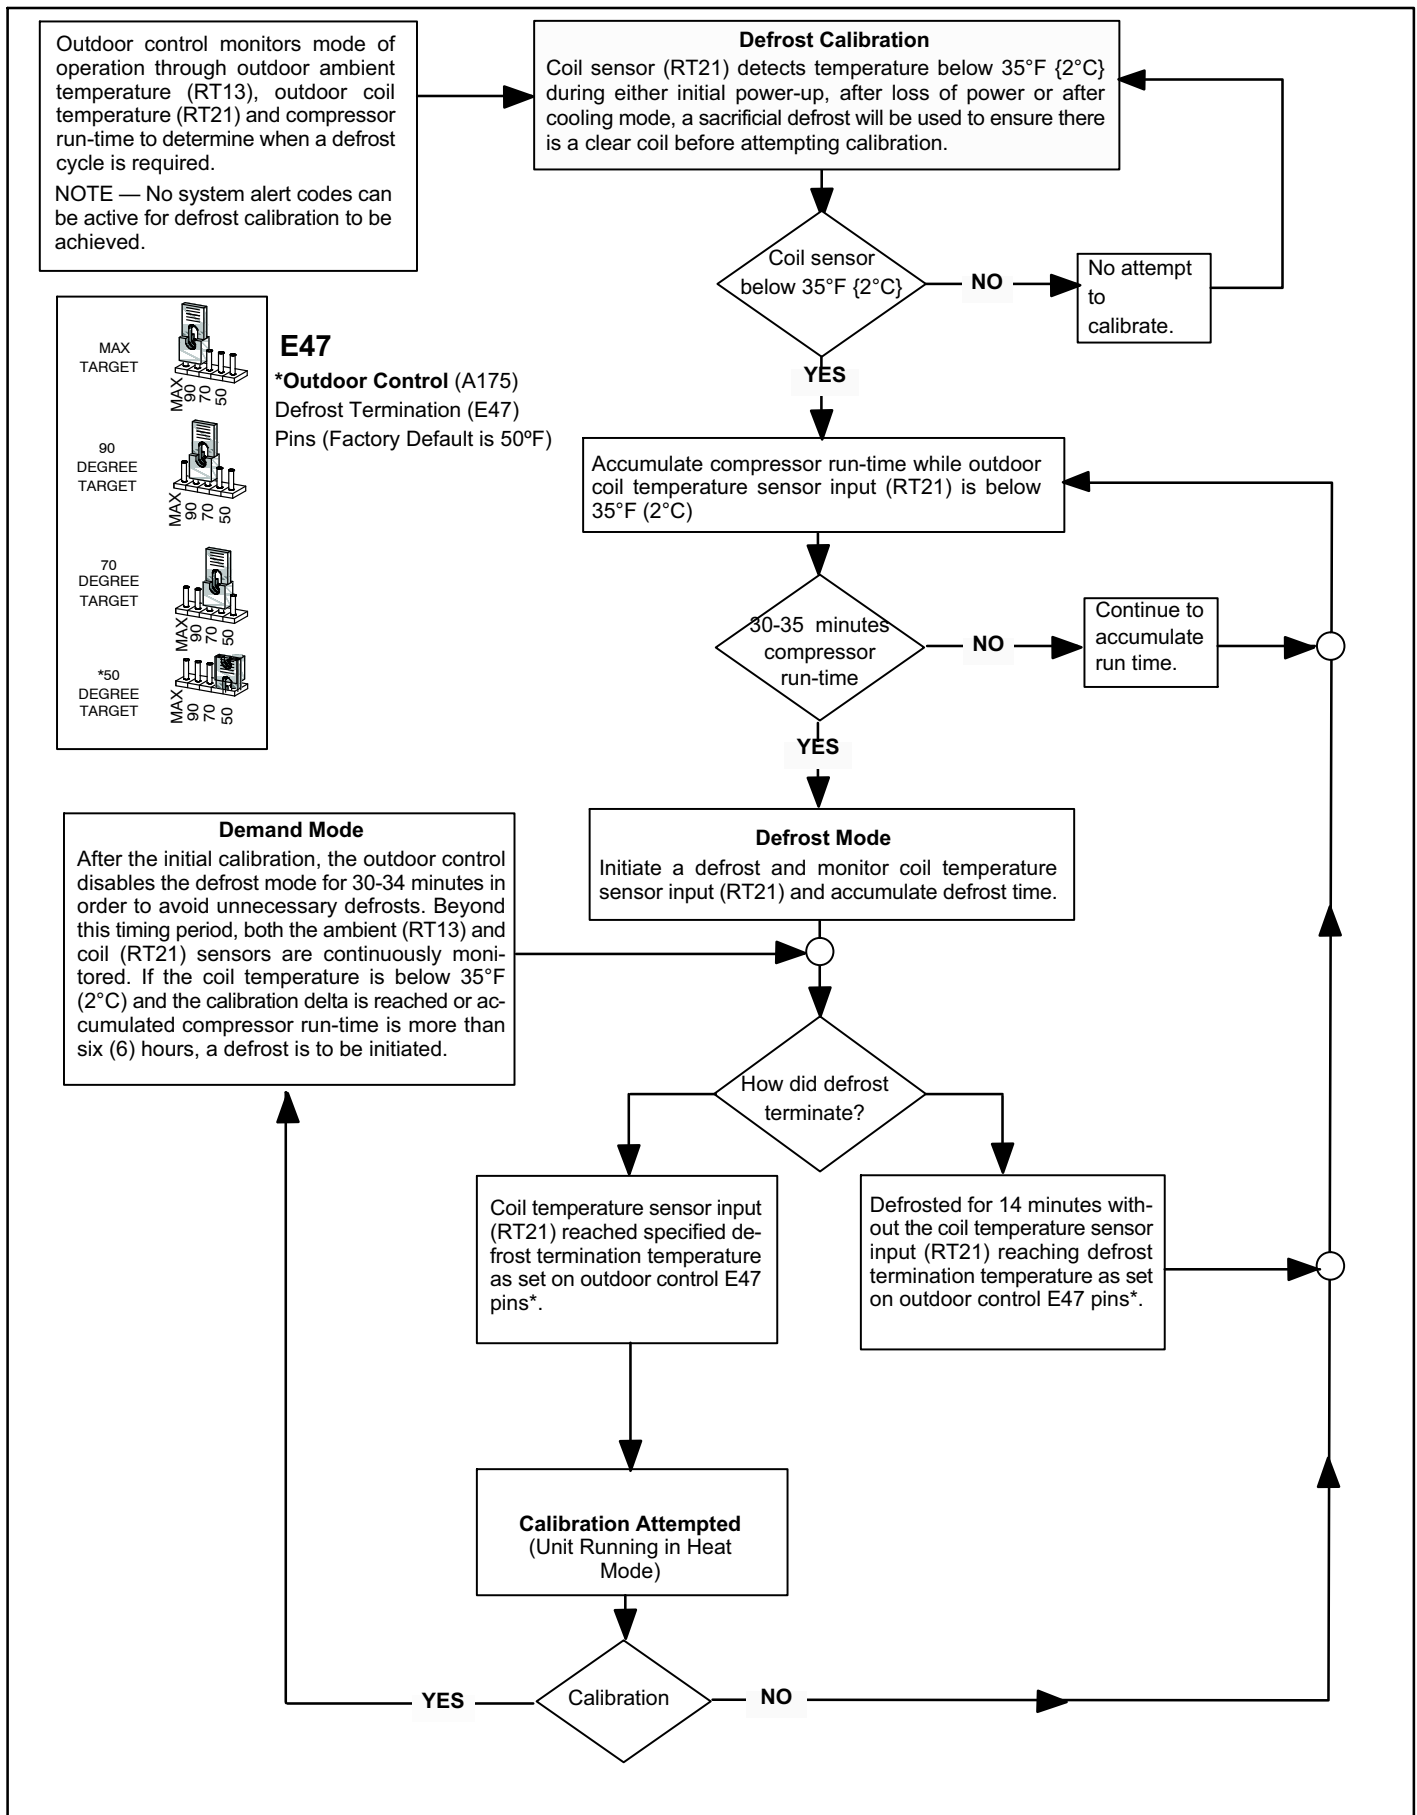 Outdoor control monitors mode of
operation through outdoor ambient
temperature (RT13), outdoor coil
temperature (RT21) and compressor
run-time to determine when a defrost
cycle is required.
NOTE — No system alert codes can
be active for defrost calibration to be
achieved.
Defrost Calibration
Coil sensor (RT21) detects temperature below 35°F {2°C}
during either initial power-up, after loss of power or after
cooling mode, a sacrificial defrost will be used to ensure there
is a clear coil before attempting calibration.
Coil sensor
below 35°F {2°C}
NO
No attempt
to
calibrate.
YES
MAX
TARGET
MAX
90
70
50
90
DEGREE
TARGET
MAX
90
70
50
70
DEGREE
TARGET
MAX
90
70
50
*50
DEGREE
TARGET
MAX
90
70
50
E47
*Outdoor Control (A175)
Defrost Termination (E47)
Pins (Factory Default is 50ºF)
Accumulate compressor run-time while outdoor
coil temperature sensor input (RT21) is below
35°F (2°C)
30-35 minutes
compressor
run-time
NO
Continue to
accumulate
run time.
YES
Defrost Mode
Initiate a defrost and monitor coil temperature
sensor input (RT21) and accumulate defrost time.
Demand Mode
After the initial calibration, the outdoor control
disables the defrost mode for 30-34 minutes in
order to avoid unnecessary defrosts. Beyond
this timing period, both the ambient (RT13) and
coil (RT21) sensors are continuously moni-
tored. If the coil temperature is below 35°F
(2°C) and the calibration delta is reached or ac-
cumulated compressor run-time is more than
six (6) hours, a defrost is to be initiated.
How did defrost
terminate?
Coil temperature sensor input
(RT21) reached specified de-
frost termination temperature
as set on outdoor control E47
pins*.
Defrosted for 14 minutes with-
out the coil temperature sensor
input (RT21) reaching defrost
termination temperature as set
on outdoor control E47 pins*.
Calibration Attempted
(Unit Running in Heat
Mode)
YES
Calibration
NO